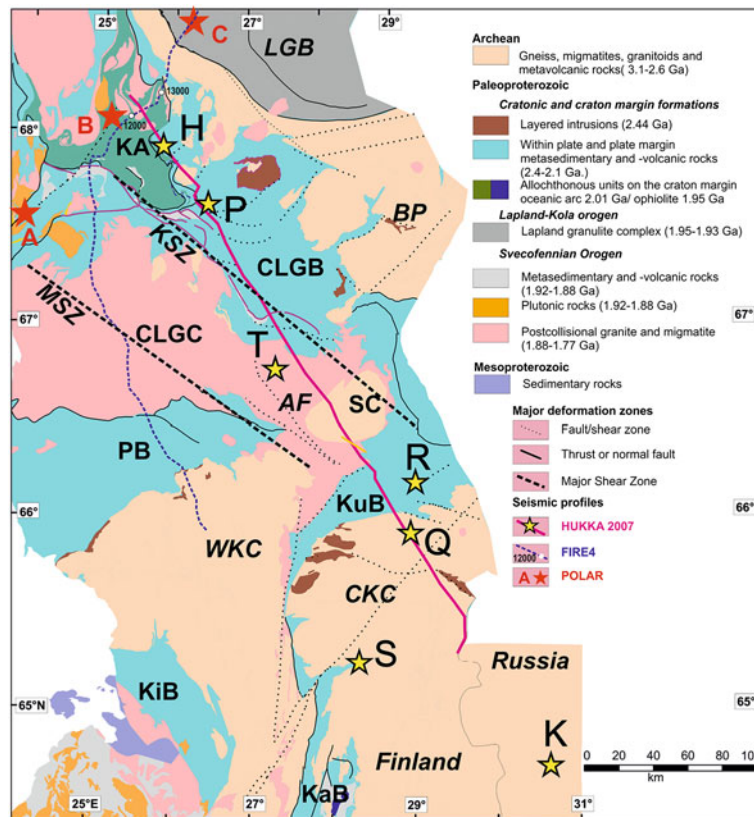 25°
27°
29°
C
LGB
B
13000
12000
68°
H
KA
P
A
BP
KSZ
CLGB
MSZ
67°
67°
CLGC
T
AF
SC
PB
R
KuB
66°
66°
WKC
Q
CKC
S
Russia
65°N
65°
KiB
K
Finland
KaB
25°E
27°
29°
31°
Archean
Gneiss, migmatites, granitoids and
metavolcanic rocks( 3.1-2.6 Ga)
Paleoproterozoic
Cratonic and craton margin formations
Layered intrusions (2.44 Ga)
Within plate and plate margin
metasedimentary and -volcanic rocks
(2.4-2.1 Ga.)
Allochthonous units on the craton margin
oceanic arc 2.01 Ga/ ophiolite 1.95 Ga
Lapland-Kola orogen
Lapland granulite complex (1.95-1.93 Ga)
Svecofennian Orogen
Metasedimentary and -volcanic rocks
(1.92-1.88 Ga)
Plutonic rocks (1.92-1.88 Ga)
Postcollisional granite and migmatite
(1.88-1.77 Ga)
Mesoproterozoic
Sedimentary rocks
Major deformation zones
Fault/shear zone
Thrust or normal fault
Major Shear Zone
Seismic profiles
HUKKA 2007
12000 FIRE4
A POLAR
0 20 40 60 80 100
km